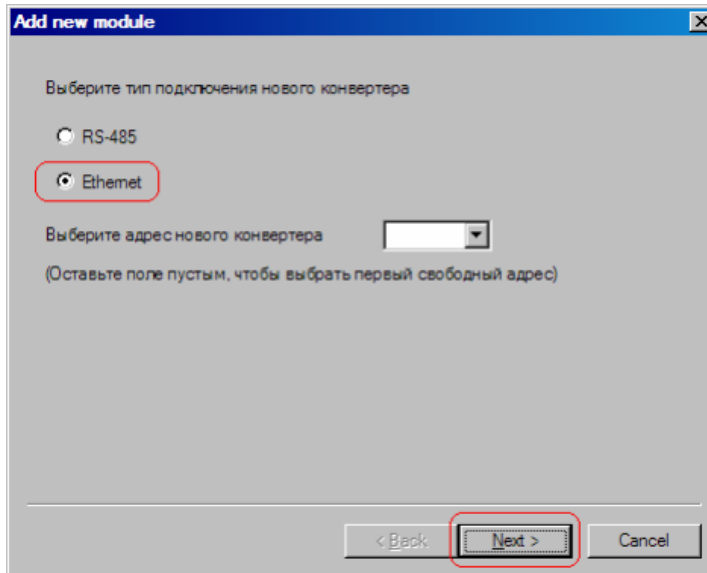 Add new module
Выберите тип подключения нового конвертера
RS-485
Ethernet
Выберите адрес нового конвертера
(Оставьте поле пустым, чтобы выбрать первый свободный адрес)
< Back
Next >
Cancel